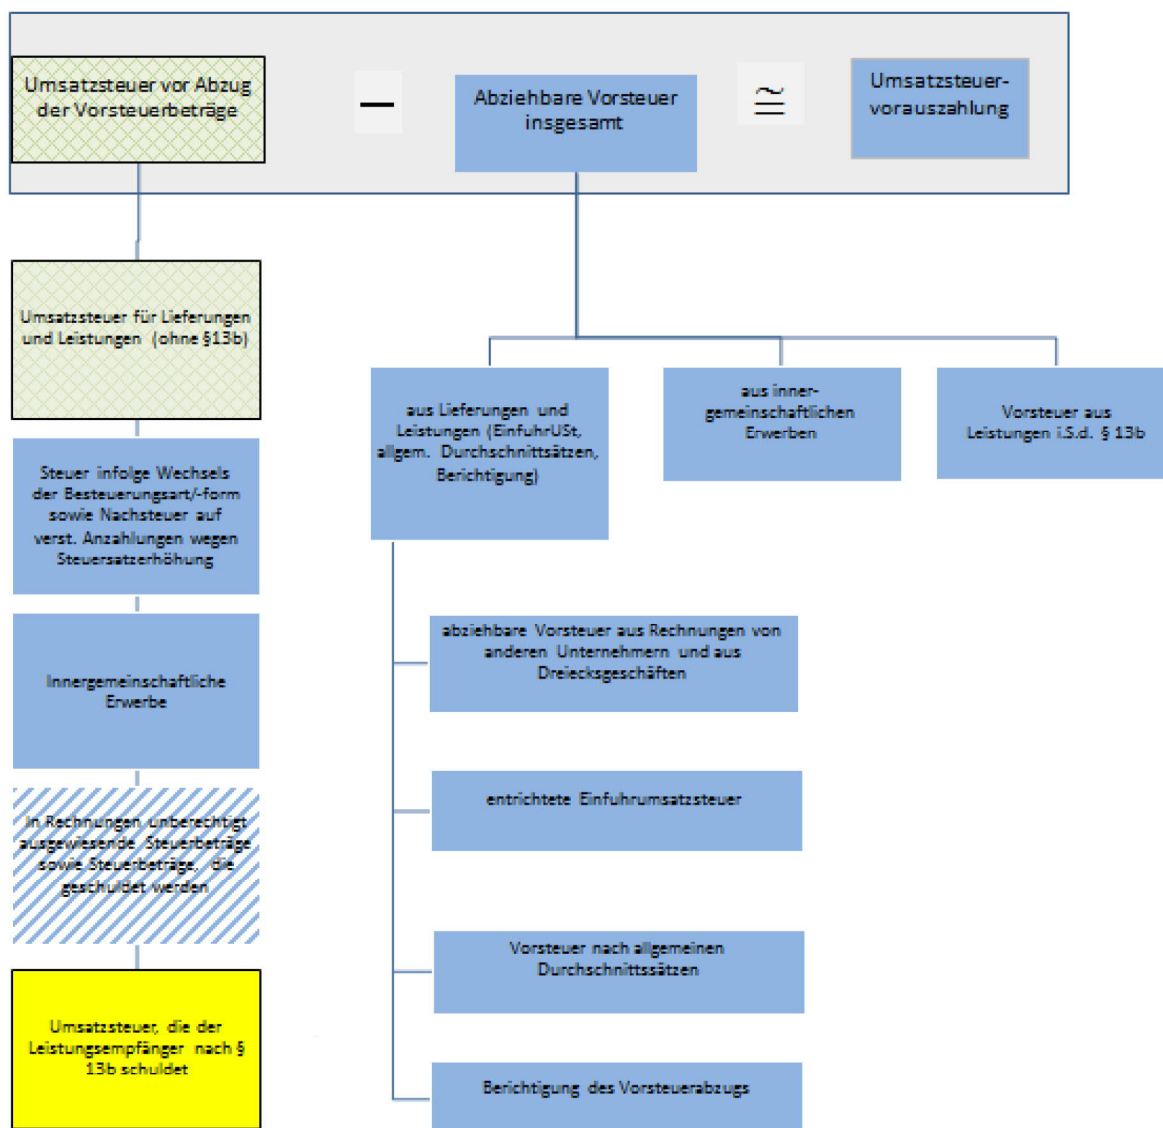 Umsatzsteuer vor Abzug
der Vorsteuerbeträge
–
Abziehbare Vorsteuer
insgesamt
≅
Umsatzsteuer-
vorauszahlung
Umsatzsteuer für Lieferungen
und Leistungen (ohne §13b)
Steuer infolge Wechsels
der Besteuerungsart/-form
sowie Nachsteuer auf
verst. Anzahlungen wegen
Steuersatzerhöhung
Innergemeinschaftliche
Erwerbe
In Rechnungen unberechtigt
ausgewiesende Steuerbeträge
sowie Steuerbeträge, die
geschuldet werden
Umsatzsteuer, die der
Leistungsempfänger nach §
13b schuldet
aus Lieferungen und
Leistungen (EinfuhrUSt,
allgem. Durchschnittsätzen,
Berichtigung)
aus inner-
gemeinschaftlichen
Erwerben
Vorsteuer aus
Leistungen i.S.d. § 13b
abziehbare Vorsteuer aus Rechnungen von
anderen Unternehmern und aus
Dreiecksgeschäften
entrichtete Einfuhrumsatzsteuer
Vorsteuer nach allgemeinen
Durchschnittssätzen
Berichtigung des Vorsteuerabzugs